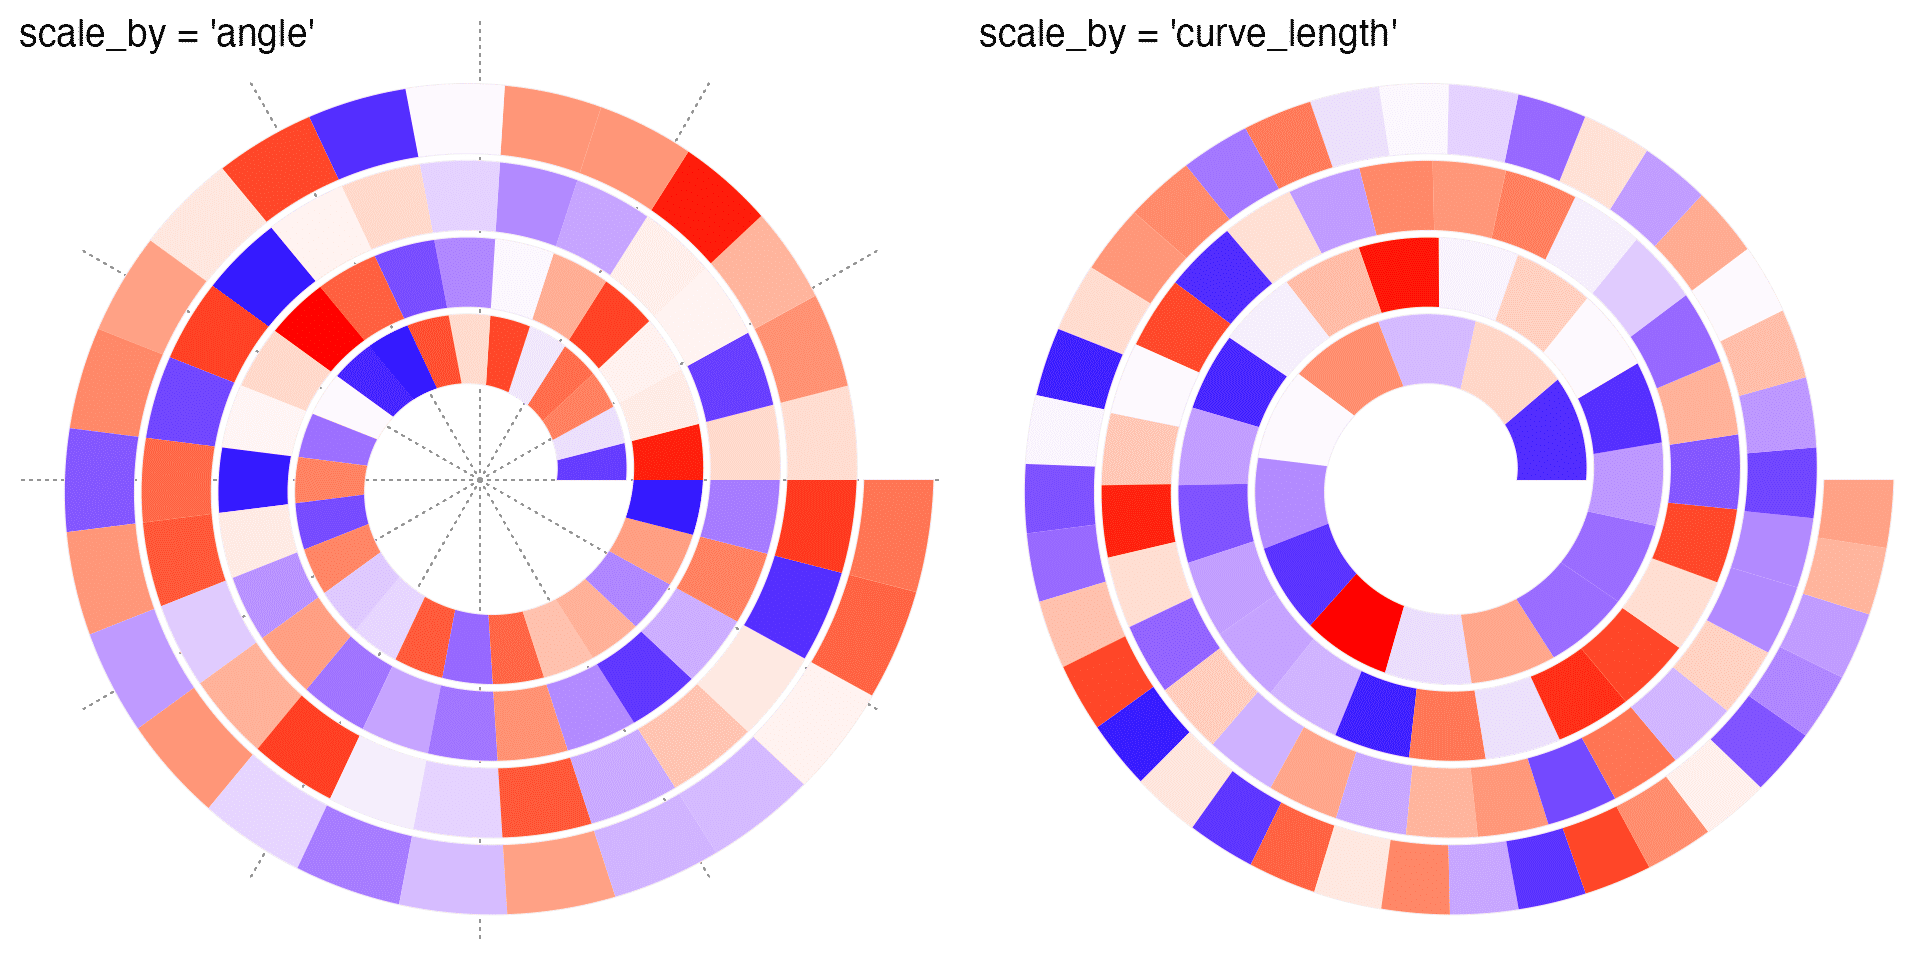 scale_by = 'angle'
scale_by = 'curve_length'